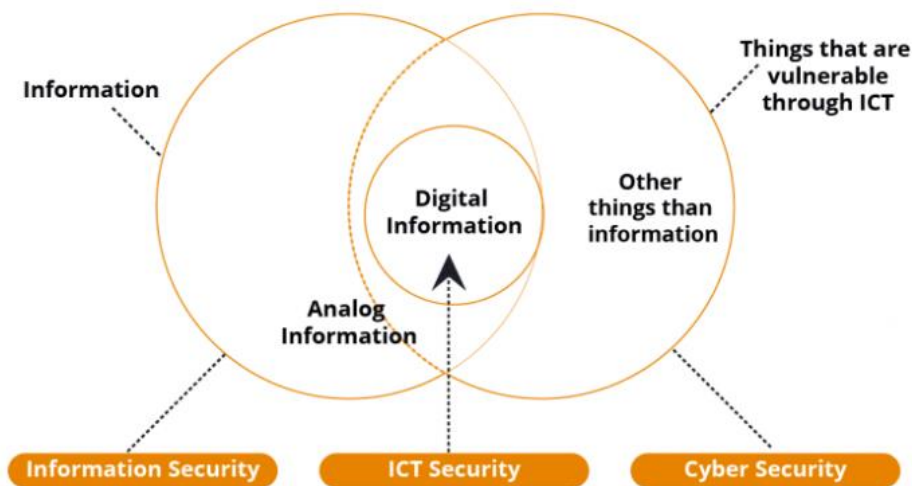 Information
Things that are
vulnerable
through ICT
Digital
Information
Other
things than
information
Analog
Information
Information Security
ICT Security
Cyber Security